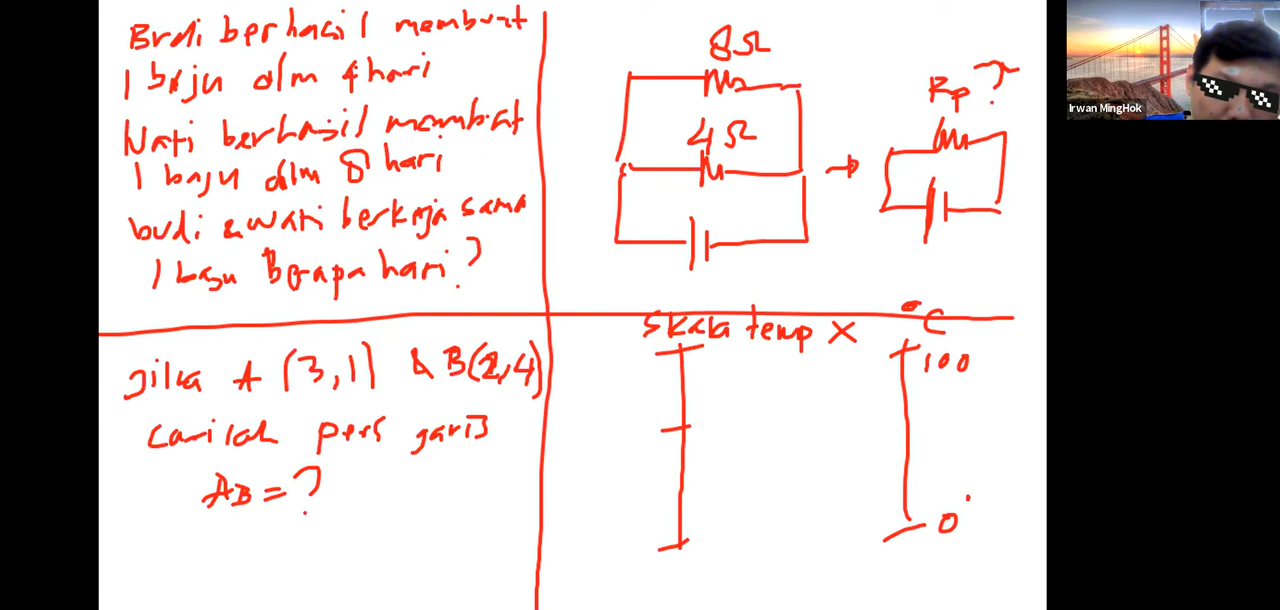 Budi berhasil membuat
1 baju dlm 4 hari
Wati berhasil membuat
1 baju dlm 8 hari
budi & wati berkerja sama
1 baju Berapa hari?
8Ω
4Ω
Rp?
Irwan MingHok
Jika A (3,1) & B(2,4)
Carilah pers garis
AB = ?
Skala temp X
°C
100
0°